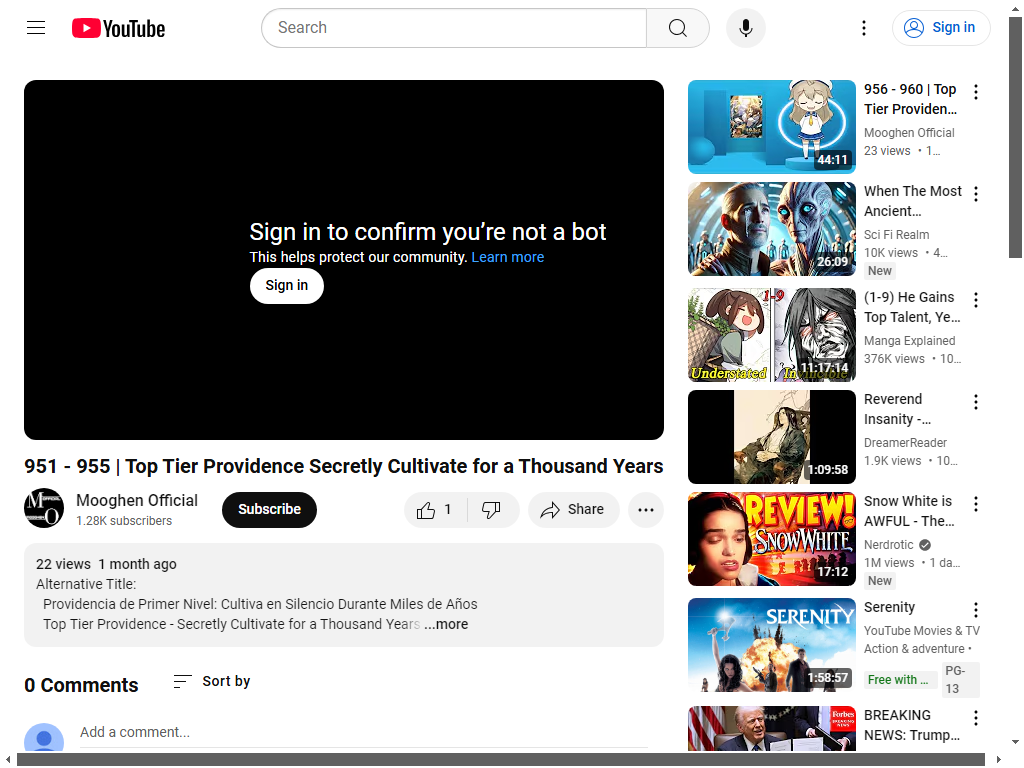 YouTube
Search
Sign in
Sign in to confirm you’re not a bot
This helps protect our community. Learn more
Sign in
951 - 955 | Top Tier Providence Secretly Cultivate for a Thousand Years
Mooghen Official
1.28K subscribers
Subscribe
1
Share
22 views 1 month ago
Alternative Title:
Providencia de Primer Nivel: Cultiva en Silencio Durante Miles de Años
Top Tier Providence - Secretly Cultivate for a Thousand Years ...more
0 Comments
Sort by
Add a comment...
44:11
956 - 960 | Top
Tier Providen...
Mooghen Official
23 views • 1...
26:09
When The Most
Ancient...
Sci Fi Realm
10K views • 4...
New
1-9
Understated
Invincible
11:17:14
(1-9) He Gains
Top Talent, Ye...
Manga Explained
376K views • 10...
1:09:58
Reverend
Insanity -...
DreamerReader
1.9K views • 10...
REVIEW!
SNOW WHITE
17:12
Snow White is
AWFUL - The...
Nerdrotic
1M views • 1 da...
New
SERENITY
1:58:57
Serenity
YouTube Movies & TV
Action & adventure •
Free with ...
PG-
13
Forbes
BREAKING
NEWS
BREAKING
NEWS: Trump...